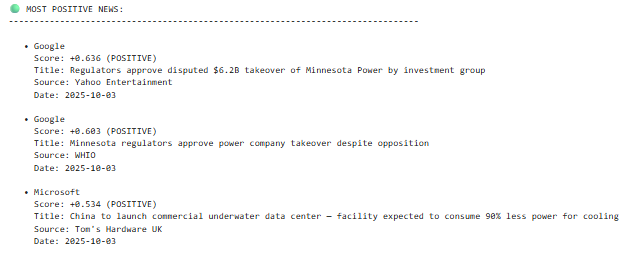 MOST POSITIVE NEWS:
--------------------------------------------------------------------------------
• Google
Score: +0.636 (POSITIVE)
Title: Regulators approve disputed $6.2B takeover of Minnesota Power by investment group
Source: Yahoo Entertainment
Date: 2025-10-03
• Google
Score: +0.603 (POSITIVE)
Title: Minnesota regulators approve power company takeover despite opposition
Source: WHIO
Date: 2025-10-03
• Microsoft
Score: +0.534 (POSITIVE)
Title: China to launch commercial underwater data center — facility expected to consume 90% less power for cooling
Source: Tom's Hardware UK
Date: 2025-10-03